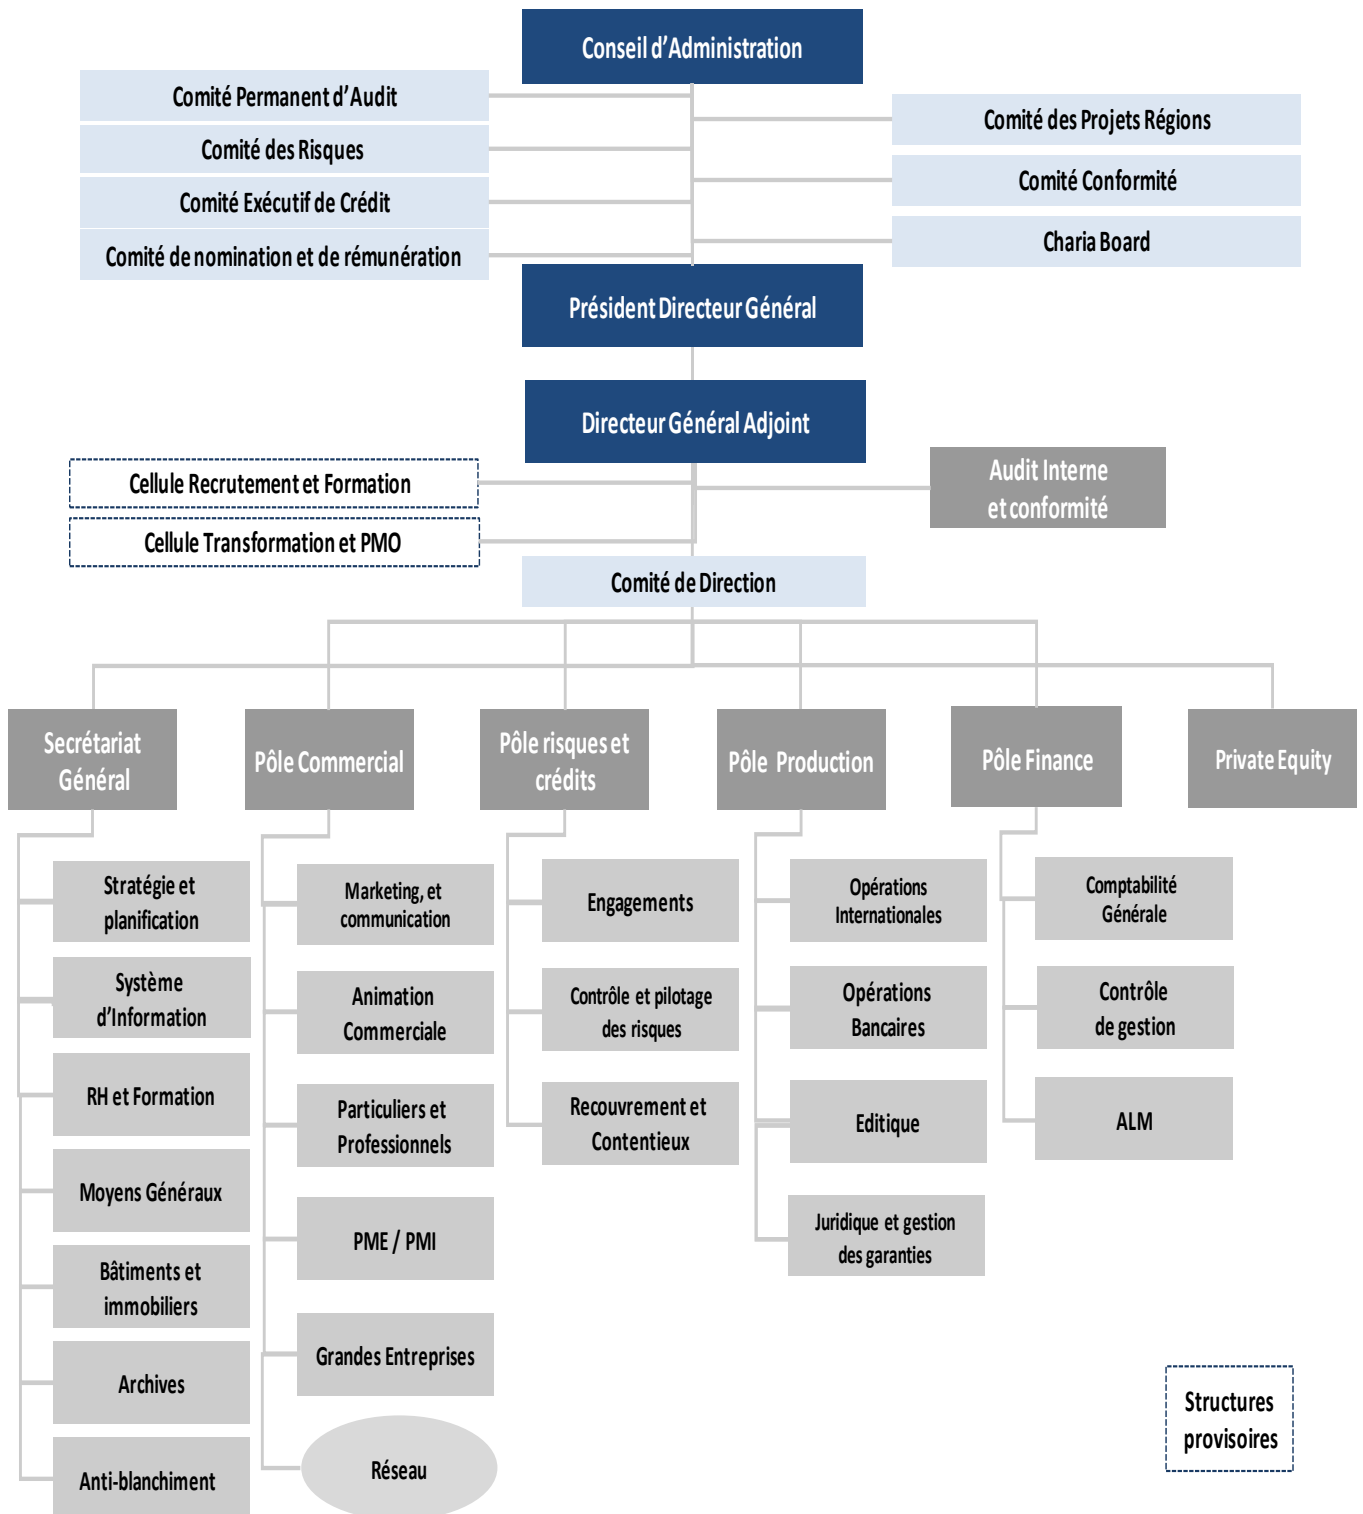 Conseil d'Administration
Comité Permanent d'Audit
Comité des Risques
Comité Exécutif de Crédit
Comité de nomination et de rémunération
Comité des Projets Régions
Comité Conformité
Charia Board
Président Directeur Général
Directeur Général Adjoint
Cellule Recrutement et Formation
Cellule Transformation et PMO
Audit Interne
et conformité
Comité de Direction
Secrétariat
Général
Pôle Commercial
Pôle risques et
crédits
Pôle Production
Pôle Finance
Private Equity
Stratégie et
planification
Système
d'Information
RH et Formation
Moyens Généraux
Bâtiments et
immobiliers
Archives
Anti-blanchiment
Marketing, et
communication
Animation
Commerciale
Particuliers et
Professionnels
PME / PMI
Grandes Entreprises
Réseau
Engagements
Contrôle et pilotage
des risques
Recouvrement et
Contentieux
Opérations
Internationales
Opérations
Bancaires
Editique
Juridique et gestion
des garanties
Comptabilité
Générale
Contrôle
de gestion
ALM
Structures
provisoires